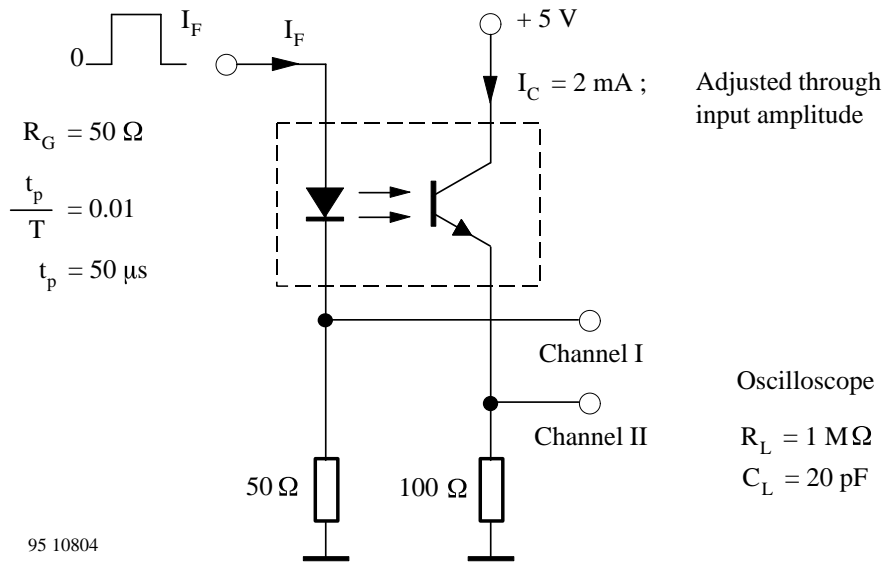 0
I_F
I_F
+ 5 V
I_C = 2 mA ;
Adjusted through
input amplitude
R_G = 50 Ω
t_p
T
= 0.01
t_p = 50 μs
Channel I
Channel II
Oscilloscope
R_L = 1 MΩ
C_L = 20 pF
50 Ω
100 Ω
95 10804